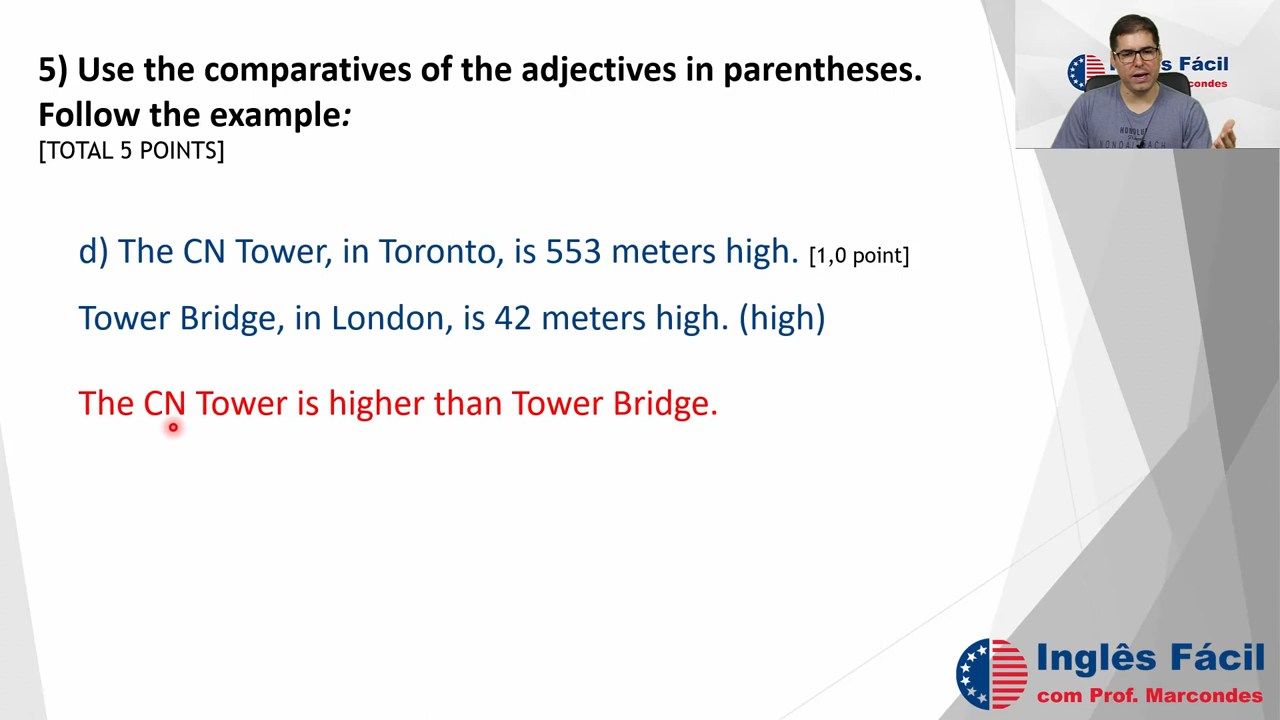 5) Use the comparatives of the adjectives in parentheses.
Follow the example:
[TOTAL 5 POINTS]
d) The CN Tower, in Toronto, is 553 meters high. [1,0 point]
Tower Bridge, in London, is 42 meters high. (high)
The CN Tower is higher than Tower Bridge.
Fácil
Inglês Fácil
com Prof. Marcondes